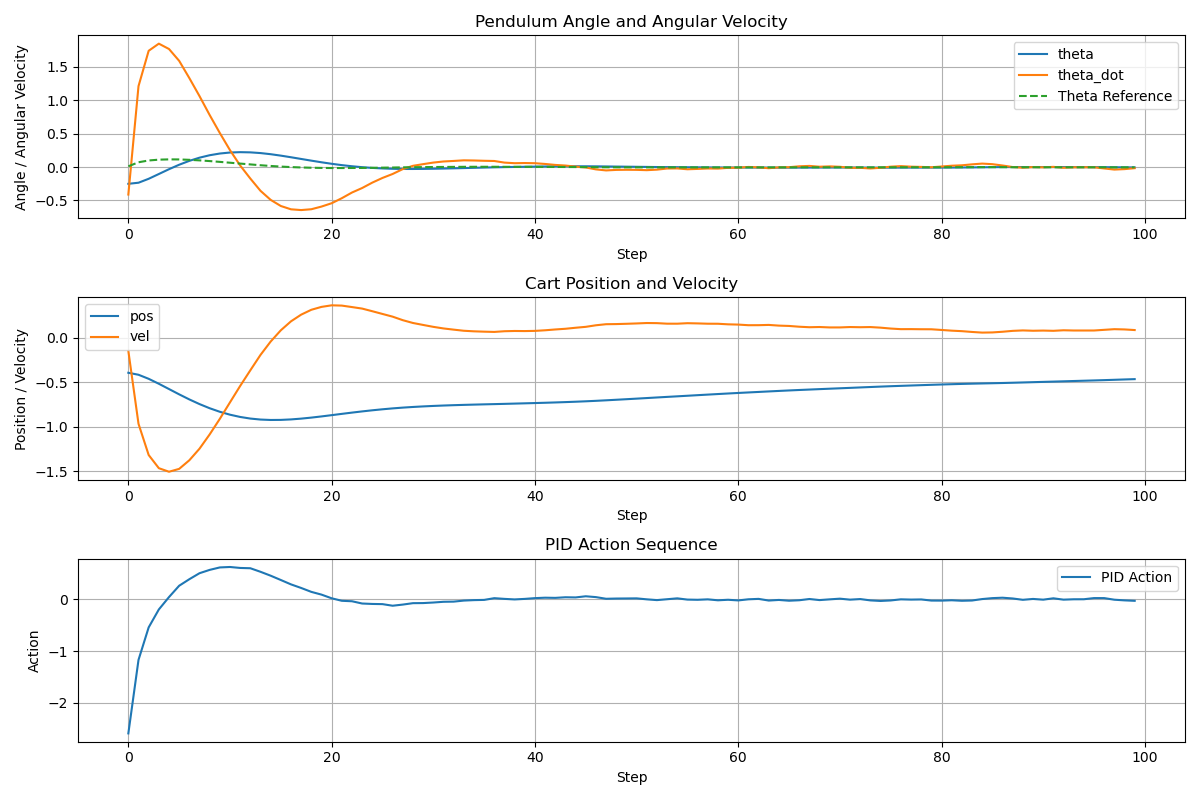 Pendulum Angle and Angular Velocity
Angle / Angular Velocity
1.5
1.0
0.5
0.0
−0.5
theta
theta_dot
Theta Reference
0 20 40 60 80 100
Step
Cart Position and Velocity
Position / Velocity
0.0
−0.5
−1.0
−1.5
pos
vel
0 20 40 60 80 100
Step
PID Action Sequence
Action
0
−1
−2
PID Action
0 20 40 60 80 100
Step